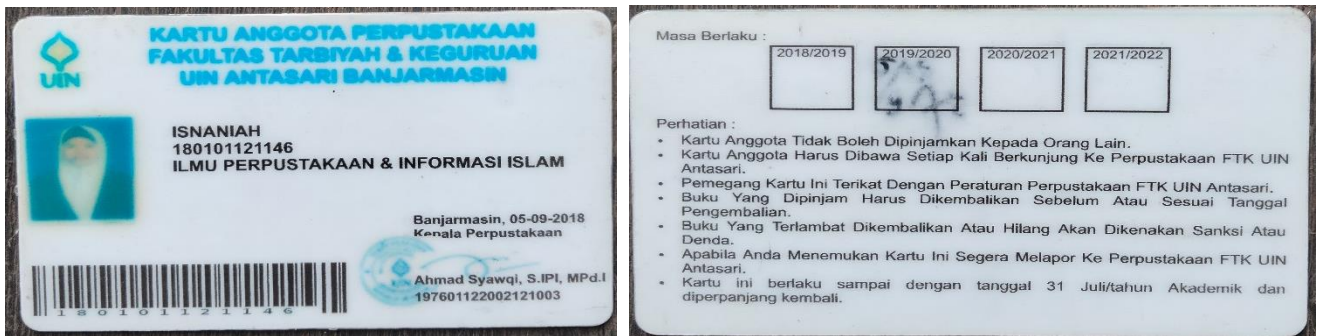 KARTU ANGGOTA PERPUSTAKAAN
FAKULTAS TARBIYAH & KEGURUAN
UIN ANTASARI BANJARMASIN
UIN
ISNANIAH
180101121146
ILMU PERPUSTAKAAN & INFORMASI ISLAM
Banjarmasin, 05-09-2018
Kepala Perpustakaan
UIN
Ahmad Syawqi, S.IPI, MPd.I
197601122002121003
180101121146
Masa Berlaku :
2018/2019 2019/2020 2020/2021 2021/2022
Perhatian :
• Kartu Anggota Tidak Boleh Dipinjamkan Kepada Orang Lain.
• Kartu Anggota Harus Dibawa Setiap Kali Berkunjung Ke Perpustakaan FTK UIN
Antasari.
• Pemegang Kartu Ini Terikat Dengan Peraturan Perpustakaan FTK UIN Antasari.
• Buku Yang Dipinjam Harus Dikembalikan Sebelum Atau Sesuai Tanggal
Pengembalian.
• Buku Yang Terlambat Dikembalikan Atau Hilang Akan Dikenakan Sanksi Atau
Denda.
• Apabila Anda Menemukan Kartu Ini Segera Melapor Ke Perpustakaan FTK UIN
Antasari.
• Kartu ini berlaku sampai dengan tanggal 31 Juli/tahun Akademik dan
diperpanjang kembali.